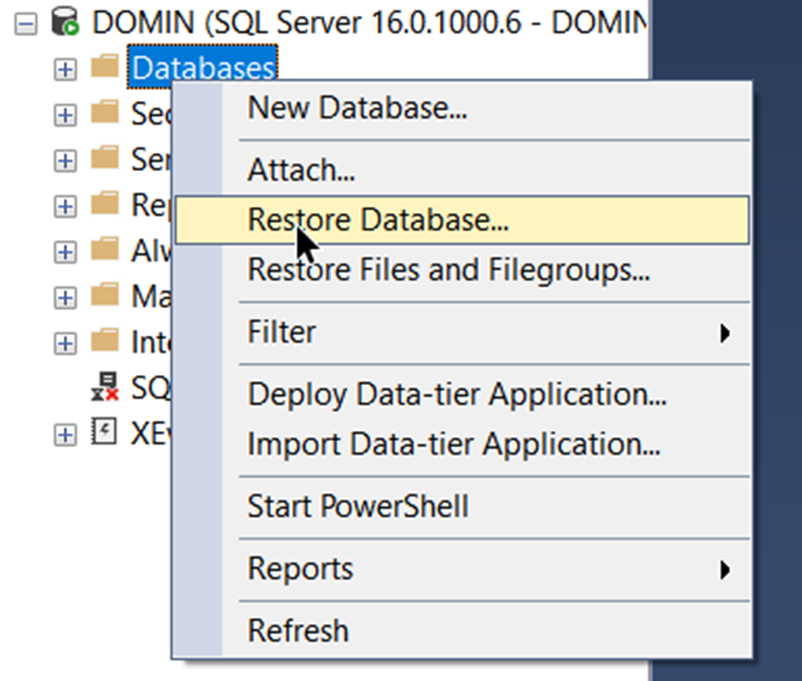 DOMIN (SQL Server 16.0.1000.6 - DOMIN
Databases
Sec
Ser
Rep
Alw
Ma
Inte
SQ
XEv
New Database...
Attach...
Restore Database...
Restore Files and Filegroups...
Filter
Deploy Data-tier Application...
Import Data-tier Application...
Start PowerShell
Reports
Refresh